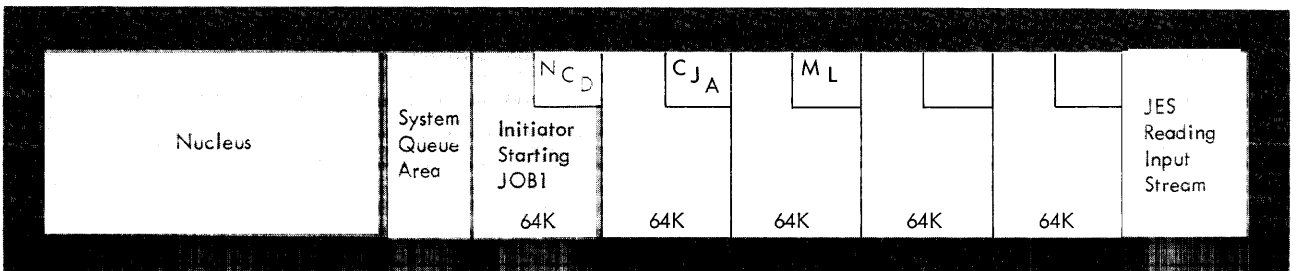 Nucleus
System
Queue
Area
N C D
Initiator
Starting
JOB1
64K
C J A
64K
M L
64K
64K
64K
JES
Reading
Input
Stream